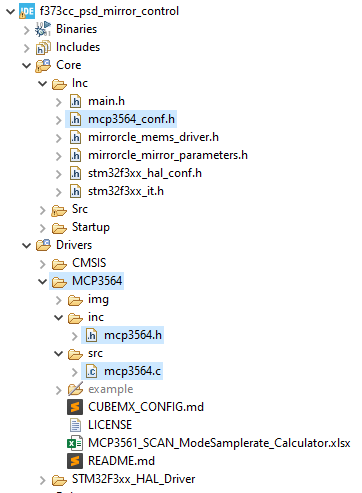 IDE f373cc_psd_mirror_control
Binaries
Includes
Core
Inc
.h main.h
.h mcp3564_conf.h
.h mirrorcle_mems_driver.h
.h mirrorcle_mirror_parameters.h
.h stm32f3xx_hal_conf.h
.h stm32f3xx_it.h
Src
Startup
Drivers
CMSIS
MCP3564
img
inc
.h mcp3564.h
src
.c mcp3564.c
example
CUBEMX_CONFIG.md
LICENSE
MCP3561_SCAN_ModeSamplerate_Calculator.xlsx
README.md
STM32F3xx_HAL_Driver